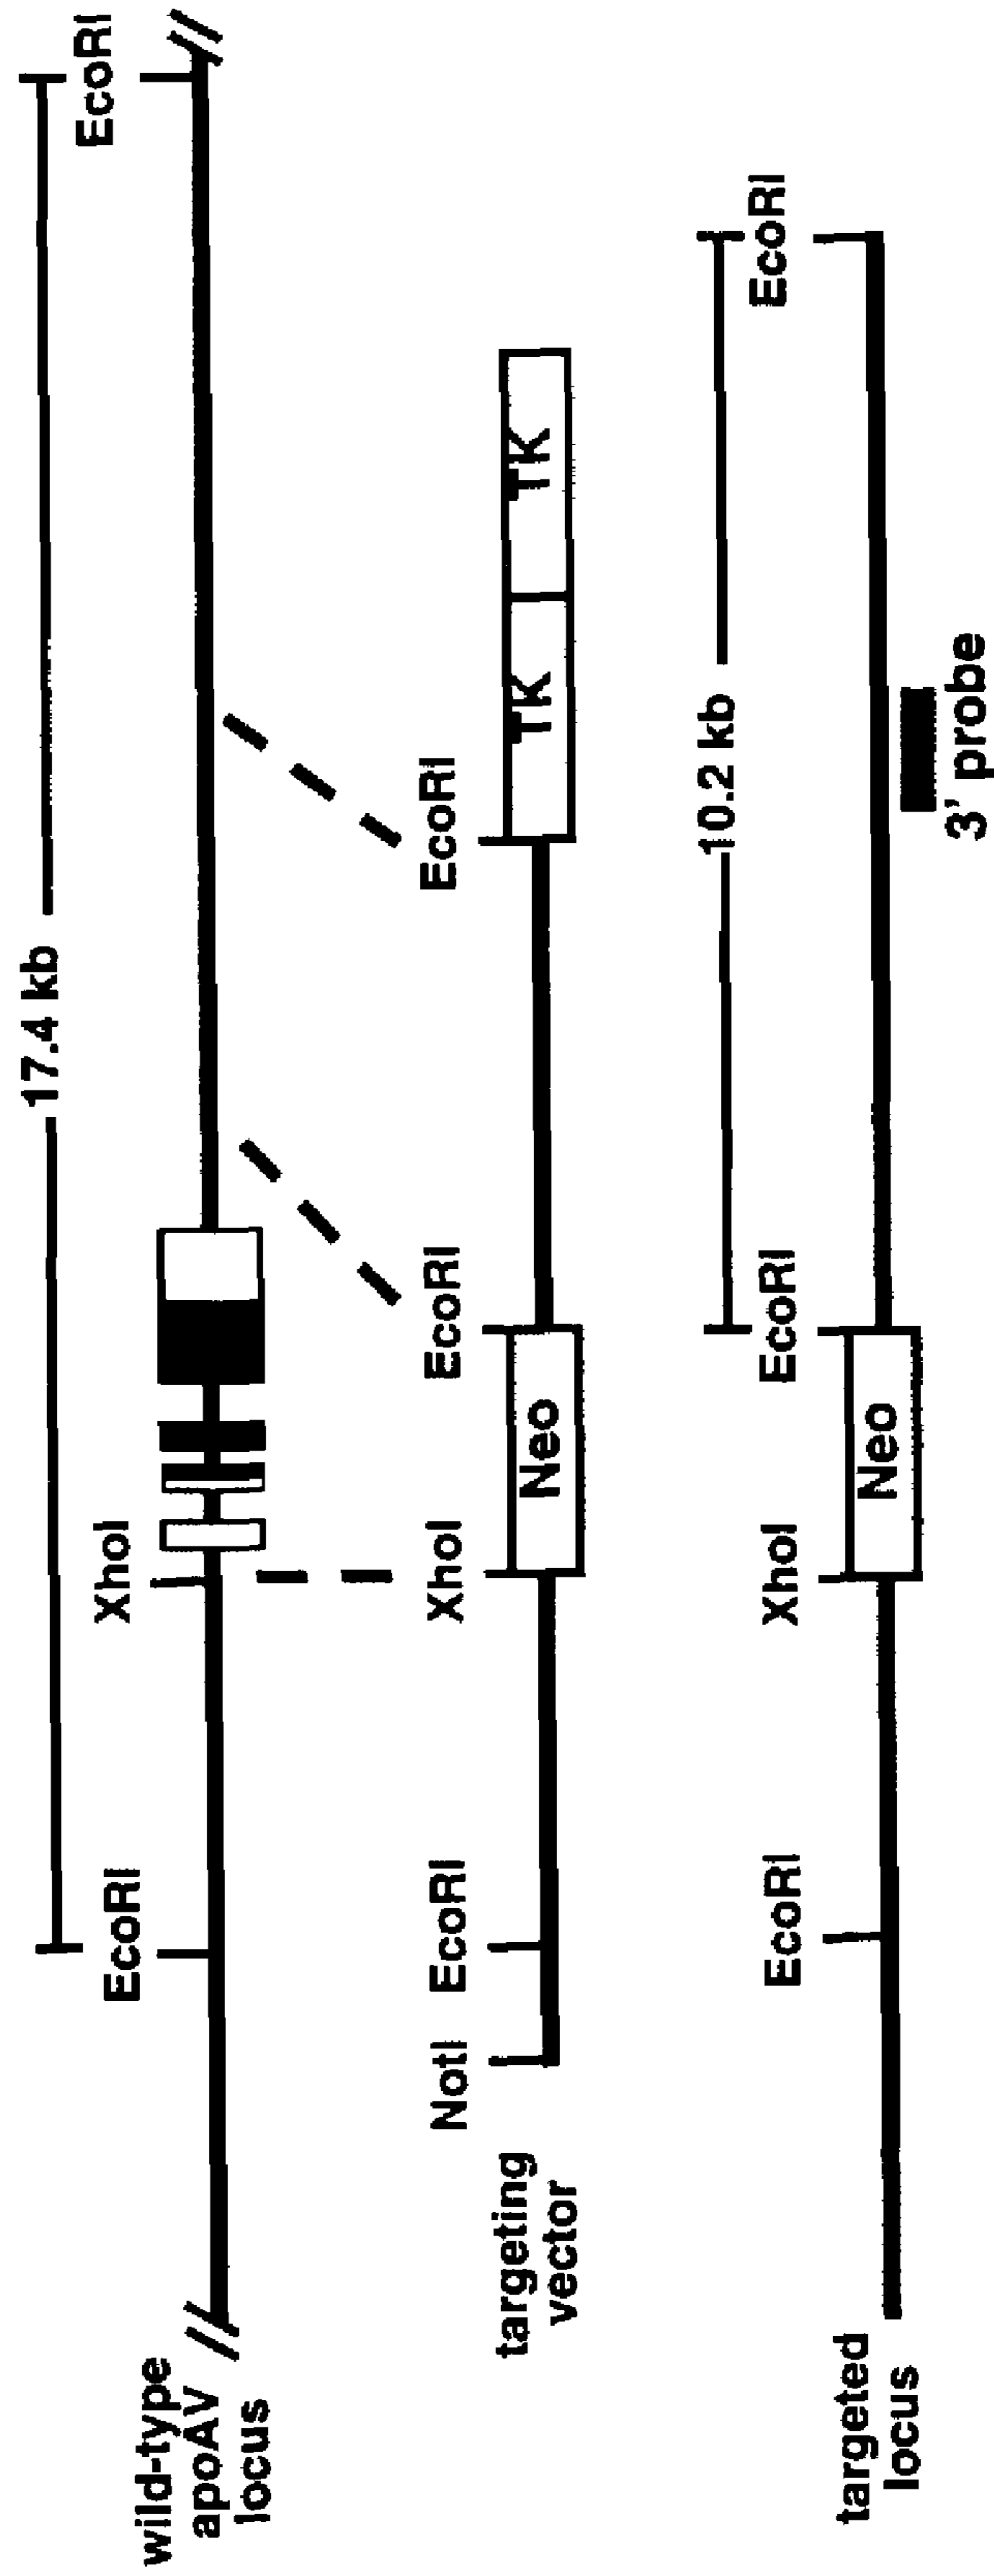 17.4 kb
EcoRI
XhoI
EcoRI
wild-type
apoAV
locus
NotI
EcoRI
XhoI
EcoRI
EcoRI
Neo
TK
TK
targeting
vector
10.2 kb
EcoRI
XhoI
EcoRI
EcoRI
Neo
targeted
locus
3' probe